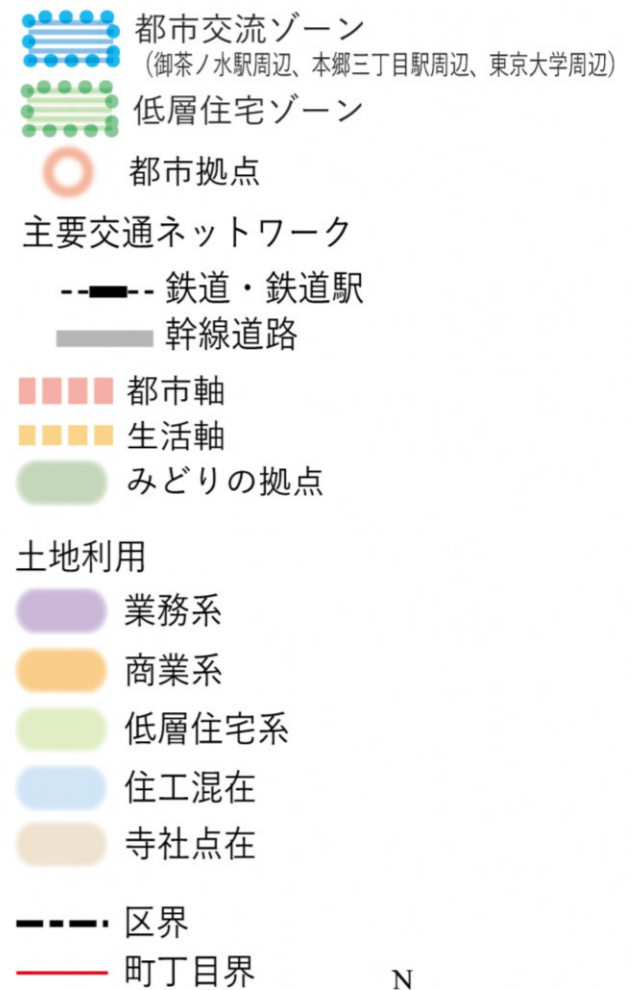 都市交流ゾーン
（御茶ノ水駅周辺、本郷三丁目駅周辺、東京大学周辺）
低層住宅ゾーン
都市拠点
主要交通ネットワーク
鉄道・鉄道駅
幹線道路
都市軸
生活軸
みどりの拠点
土地利用
業務系
商業系
低層住宅系
住工混在
寺社点在
区界
町丁目界
N